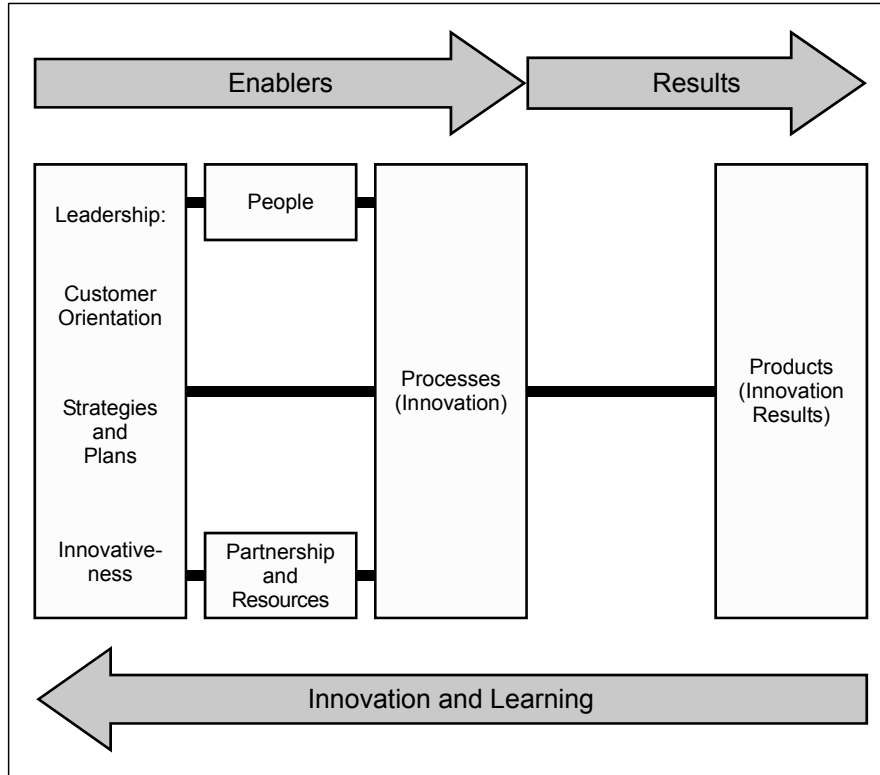 Enablers
Results
Leadership:
Customer
Orientation
Strategies
and
Plans
Innovative-
ness
People
Partnership
and
Resources
Processes
(Innovation)
Products
(Innovation
Results)
Innovation and Learning